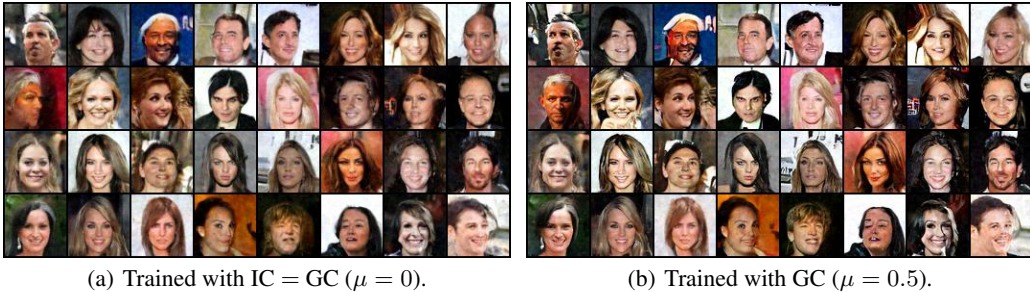 (a) Trained with IC = GC (μ = 0).
(b) Trained with GC (μ = 0.5).